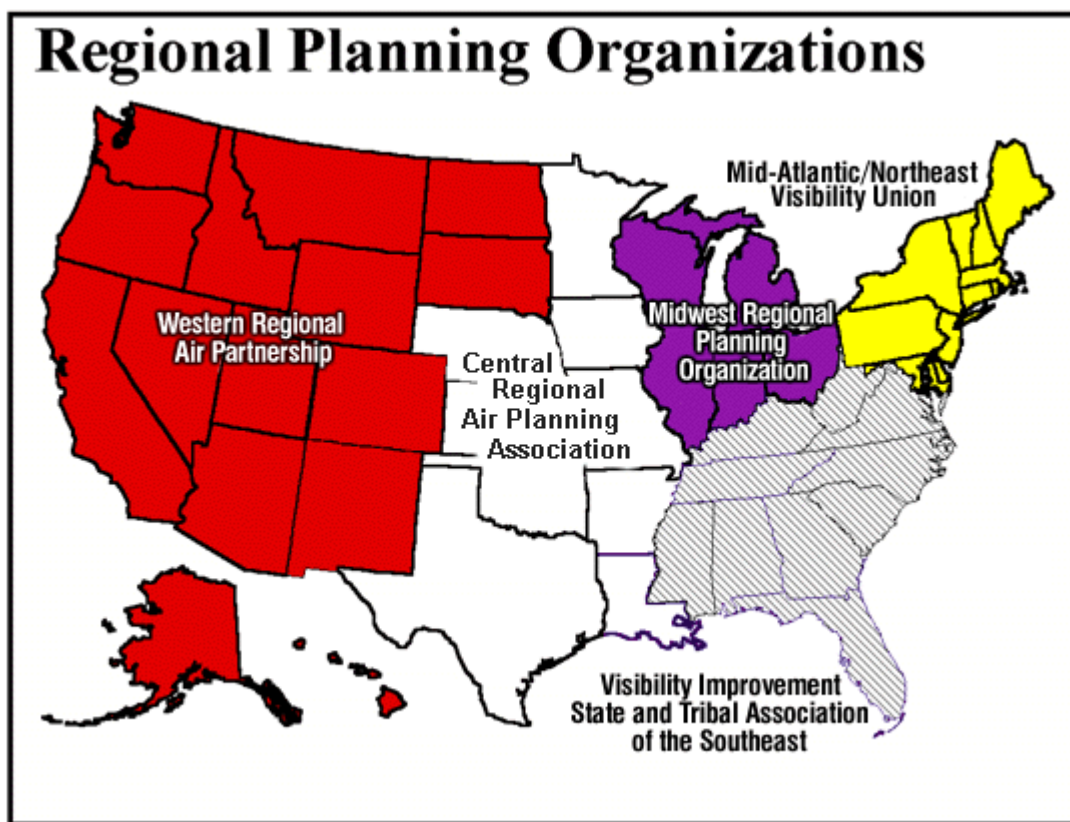 Regional Planning Organizations
Mid-Atlantic/Northeast
Visibility Union
Western Regional
Air Partnership
Midwest Regional
Planning
Organization
Central
Regional
Air Planning
Association
Visibility Improvement
State and Tribal Association
of the Southeast